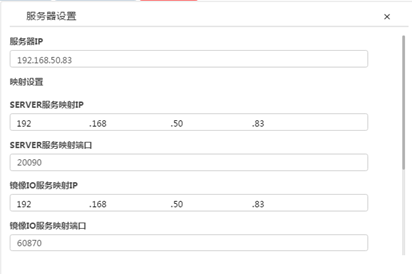 服务器设置 ×
服务器IP
192.168.50.83
映射设置
SERVER服务映射IP
192 .168 .50 .83
SERVER服务映射端口
20090
镜像IO服务映射IP
192 .168 .50 .83
镜像IO服务映射端口
60870